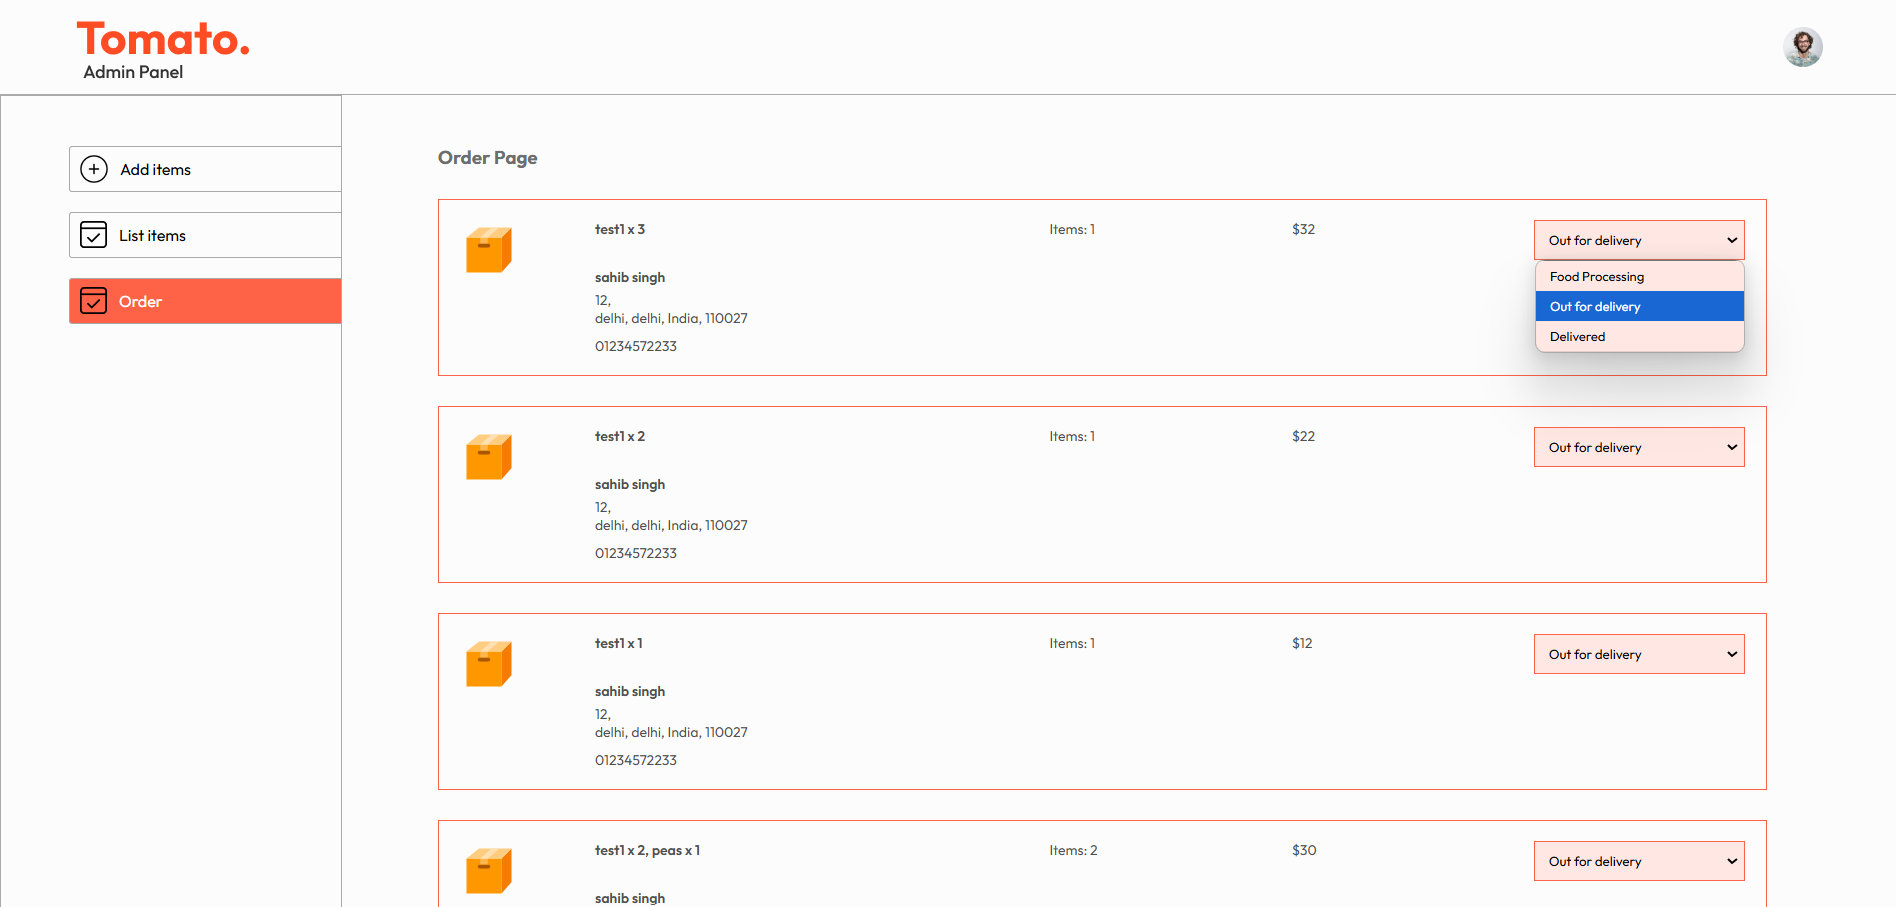 Tomato.
Admin Panel
Add items
List items
Order
Order Page
test1 x 3
Items: 1
$32
Out for delivery
Food Processing
Out for delivery
Delivered
sahib singh
12,
delhi, delhi, India, 110027
01234572233
test1 x 2
Items: 1
$22
Out for delivery
sahib singh
12,
delhi, delhi, India, 110027
01234572233
test1 x 1
Items: 1
$12
Out for delivery
sahib singh
12,
delhi, delhi, India, 110027
01234572233
test1 x 2, peas x 1
Items: 2
$30
Out for delivery
sahib singh